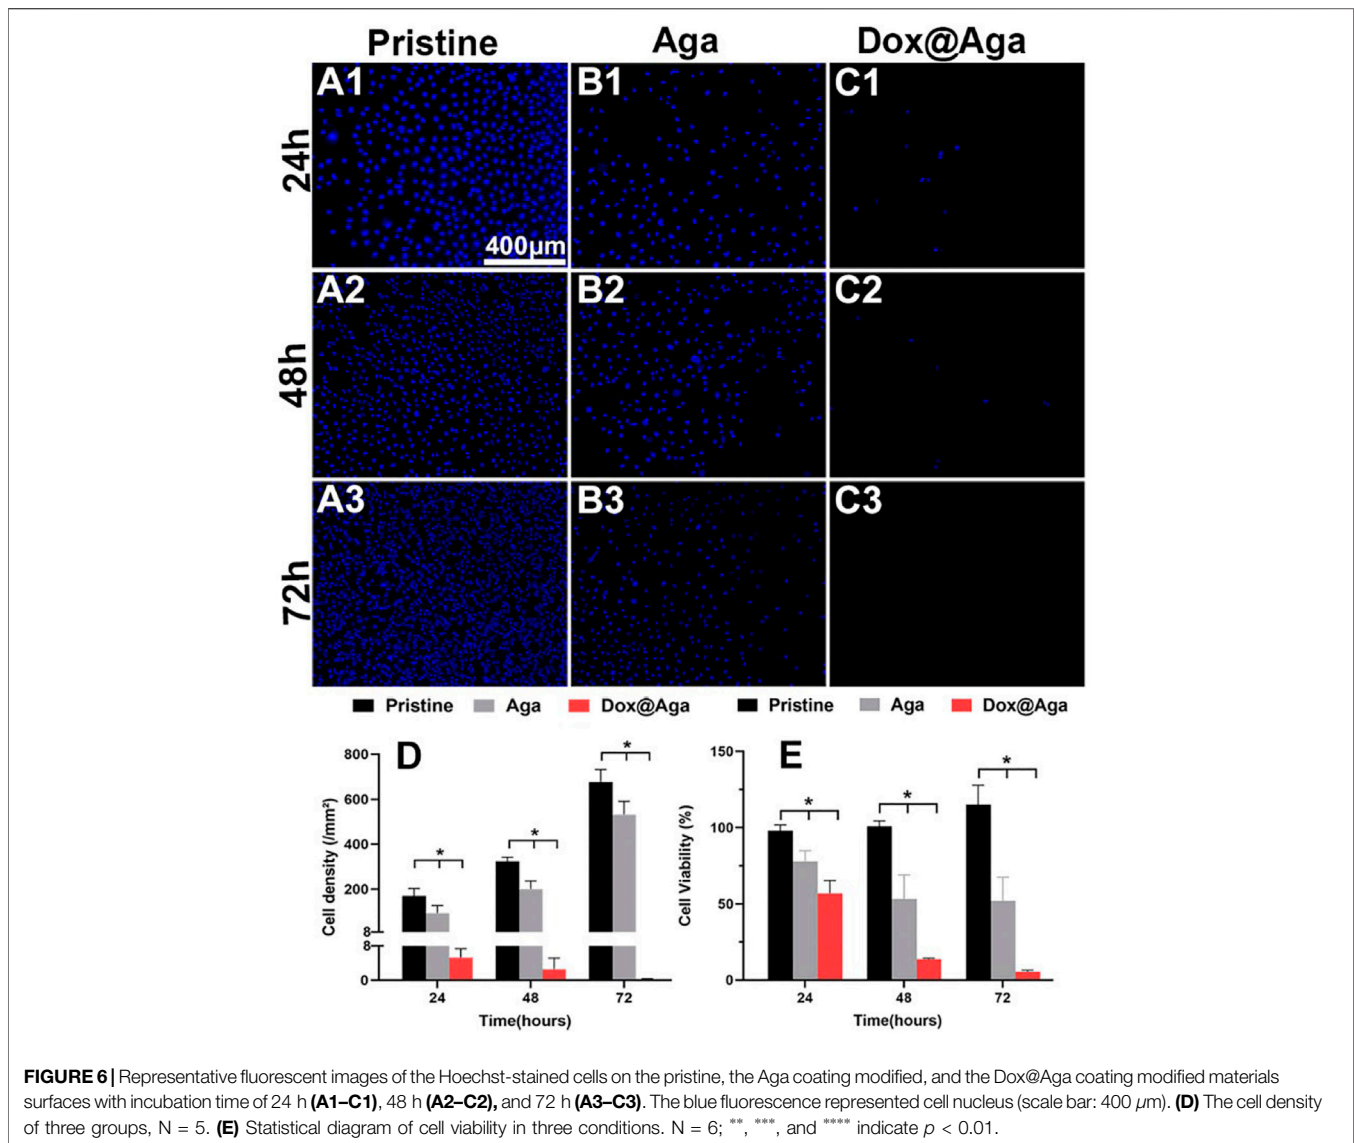 Pristine Aga Dox@Aga
24h A1 B1 C1
400µm
48h A2 B2 C2
72h A3 B3 C3
Pristine Aga Dox@Aga Pristine Aga Dox@Aga
D
Cell density (/mm²)
800
600
400
200
8
8
0
* * *
24 48 72
Time(hours)
E
Cell Viability (%)
150
100
50
0
* * *
24 48 72
Time(hours)
FIGURE 6 | Representative fluorescent images of the Hoechst-stained cells on the pristine, the Aga coating modified, and the Dox@Aga coating modified materials
surfaces with incubation time of 24 h (A1–C1), 48 h (A2–C2), and 72 h (A3–C3). The blue fluorescence represented cell nucleus (scale bar: 400 µm). (D) The cell density
of three groups, N = 5. (E) Statistical diagram of cell viability in three conditions. N = 6; **, ***, and **** indicate p < 0.01.